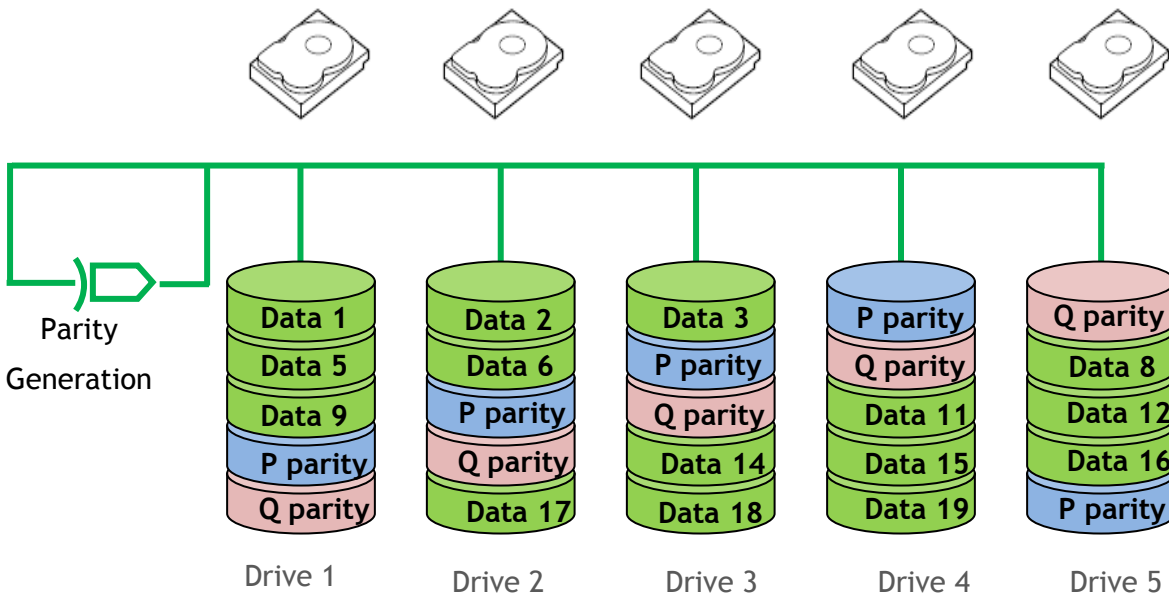 Data 1 Data 2 Data 3 P parity Q parity
Parity
Generation
Data 5 Data 6 P parity Q parity Data 8
Data 9 P parity Q parity Data 11 Data 12
P parity Q parity Data 14 Data 15 Data 16
Q parity Data 17 Data 18 Data 19 P parity
Drive 1 Drive 2 Drive 3 Drive 4 Drive 5